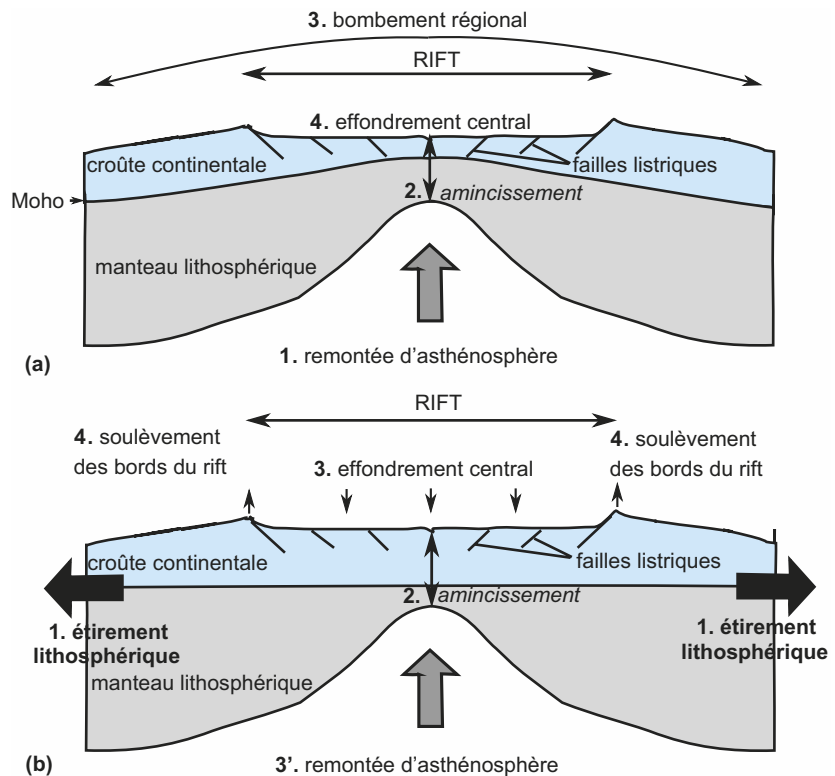 3. bombement régional
RIFT
4. effondrement central
croûte continentale
failles listriques
Moho
2. amincissement
manteau lithosphérique
1. remontée d'asthénosphère
(a)
RIFT
4. soulèvement
des bords du rift
3. effondrement central
4. soulèvement
des bords du rift
croûte continentale
failles listriques
2. amincissement
1. étirement
lithosphérique
1. étirement
lithosphérique
manteau lithosphérique
3'. remontée d'asthénosphère
(b)